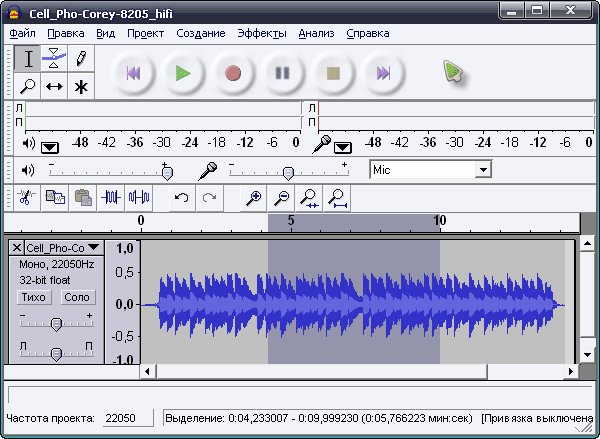 Cell_Pho-Corey-8205_hifi
Файл Правка Вид Проект Создание Эффекты Анализ Справка
Л
П
-48 -42 -36 -30 -24 -18 -12 -6 0
Л
П
-48 -42 -36 -30 -24 -18 -12 -6 0
Mic
0 5 10
Cell_Pho-Co
Моно, 22050Hz
32-bit float
Тихо Соло
- +
Л П
1,0
0,5
0,0
-0,5
-1.0
Частота проекта: 22050 Выделение: 0:04,233007 - 0:09,999230 (0:05,766223 мин:сек) [Привязка выключена